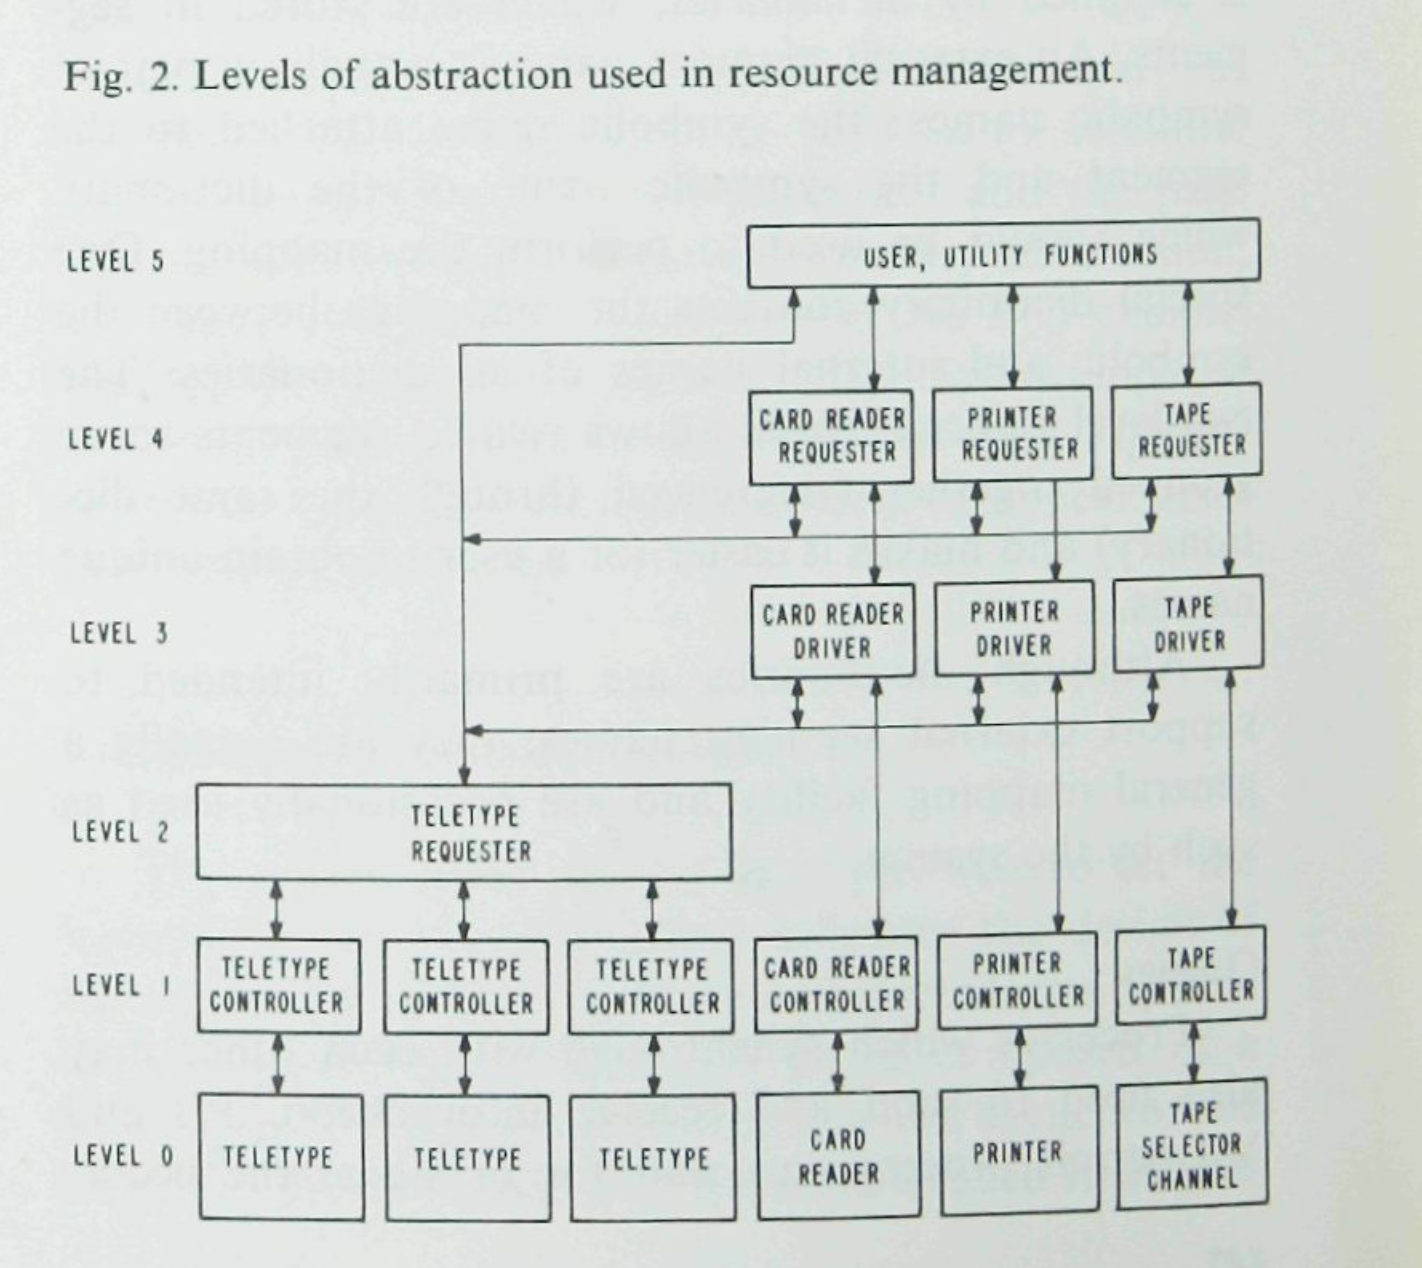 Fig. 2. Levels of abstraction used in resource management.
LEVEL 5
USER, UTILITY FUNCTIONS
LEVEL 4
CARD READER
REQUESTER
PRINTER
REQUESTER
TAPE
REQUESTER
LEVEL 3
CARD READER
DRIVER
PRINTER
DRIVER
TAPE
DRIVER
LEVEL 2
TELETYPE
REQUESTER
LEVEL 1
TELETYPE
CONTROLLER
TELETYPE
CONTROLLER
TELETYPE
CONTROLLER
CARD READER
CONTROLLER
PRINTER
CONTROLLER
TAPE
CONTROLLER
LEVEL 0
TELETYPE
TELETYPE
TELETYPE
CARD
READER
PRINTER
TAPE
SELECTOR
CHANNEL